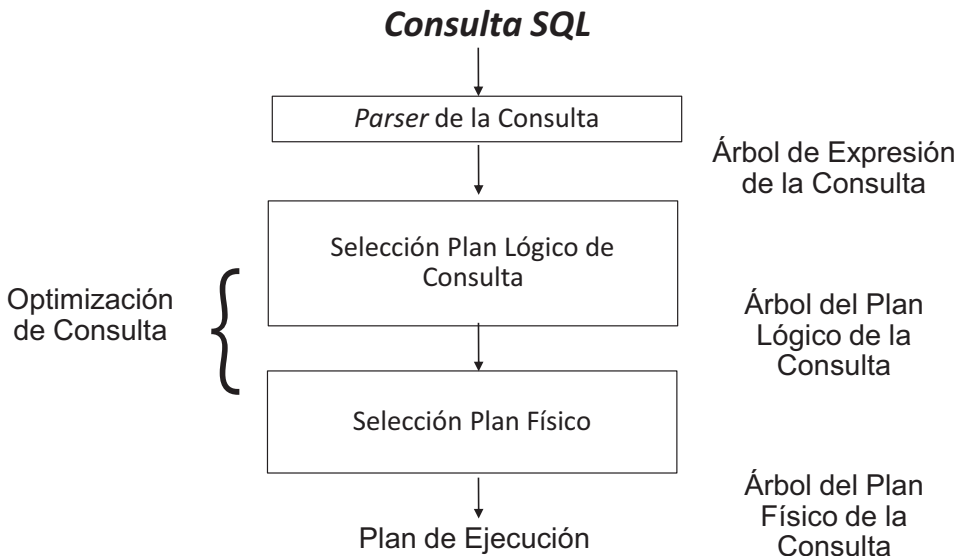 Consulta SQL
Parser de la Consulta
Árbol de Expresión
de la Consulta
Selección Plan Lógico de
Consulta
Optimización
de Consulta
{
Árbol del Plan
Lógico de la
Consulta
Selección Plan Físico
Árbol del Plan
Físico de la
Consulta
Plan de Ejecución